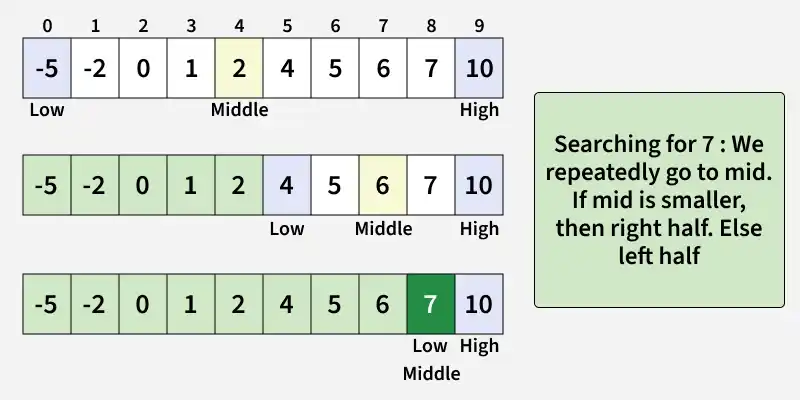 0 1 2 3 4 5 6 7 8 9
-5 -2 0 1 2 4 5 6 7 10
Low Middle High
-5 -2 0 1 2 4 5 6 7 10
Low Middle High
-5 -2 0 1 2 4 5 6 7 10
Low High
Middle
Searching for 7 : We
repeatedly go to mid.
If mid is smaller,
then right half. Else
left half